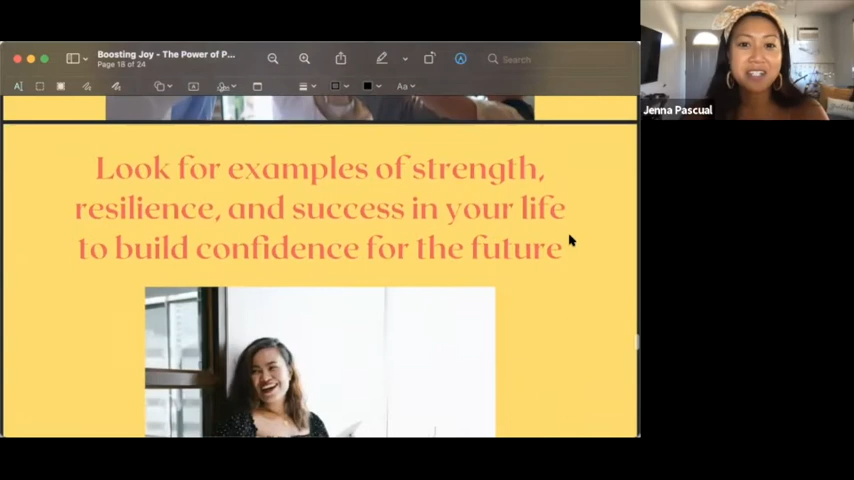 Boosting Joy - The Power of P...
Page 18 of 24
Search
A
Aa
Jenna Pascual
Look for examples of strength,
resilience, and success in your life
to build confidence for the future